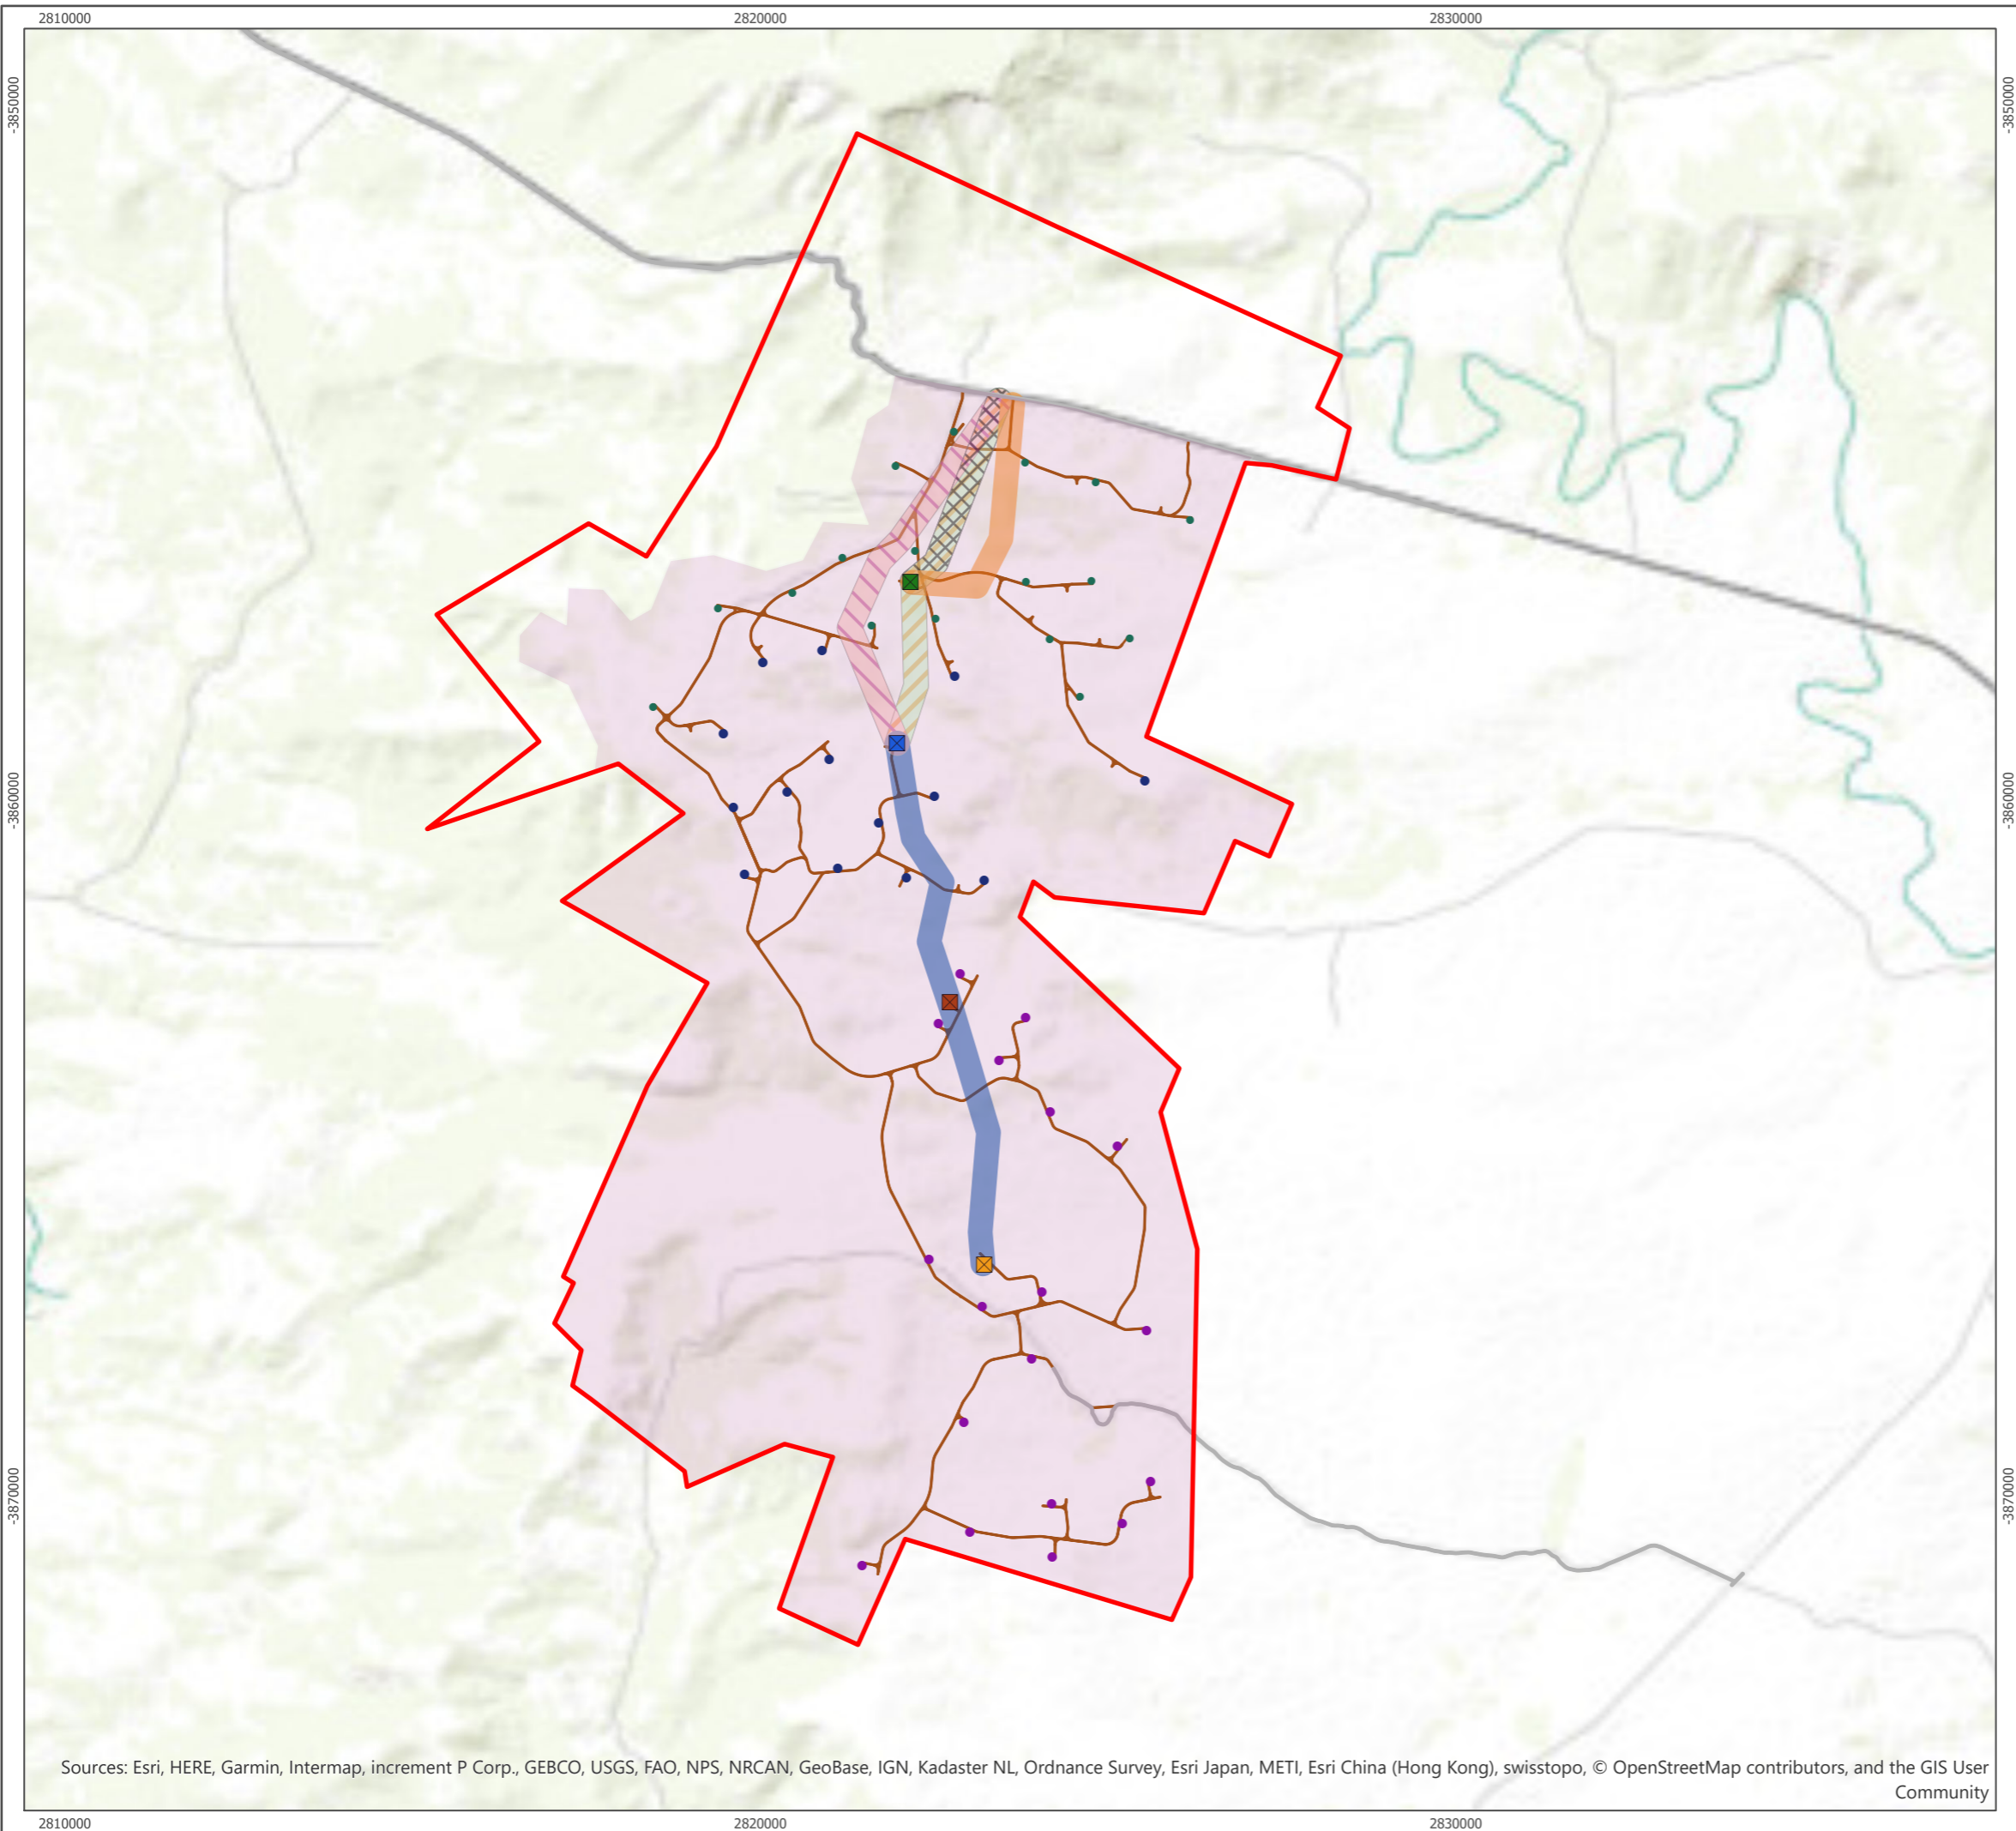 2810000 2820000 2830000
-3850000 -3850000
-3860000 -3860000
-3870000 -3870000
Sources: Esri, HERE, Garmin, Intermap, increment P Corp., GEBCO, USGS, FAO, NPS, NRCAN, GeoBase, IGN, Kadaster NL, Ordnance Survey, Esri Japan, METI, Esri China (Hong Kong), swisstopo, © OpenStreetMap contributors, and the GIS User
Community
2810000 2820000 2830000